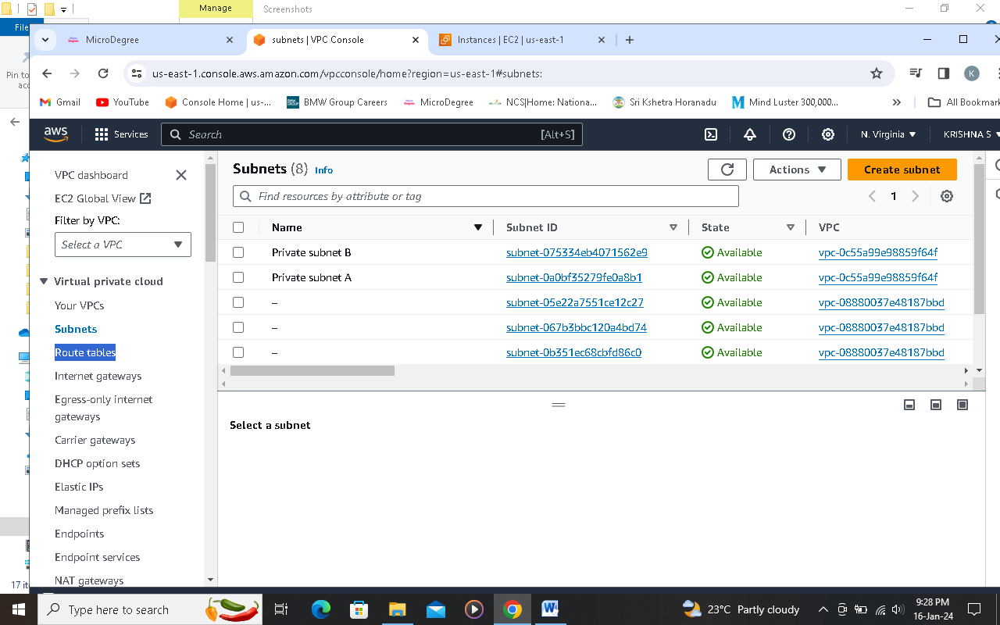 Manage
Screenshots
File
Pin to
acc
MicroDegree
subnets | VPC Console
Instances | EC2 | us-east-1
us-east-1.console.aws.amazon.com/vpcconsole/home?region=us-east-1#subnets:
K
Gmail
YouTube
Console Home | us-...
BMW Group Careers
MicroDegree
NCS|Home: Nationa...
Sri Kshetra Horanadu
Mind Luster 300,000...
All Bookmar
aws
Services
Search
[Alt+S]
N. Virginia
KRISHNA S
VPC dashboard
EC2 Global View
Filter by VPC:
Select a VPC
Virtual private cloud
Your VPCs
Subnets
Route tables
Internet gateways
Egress-only internet
gateways
Carrier gateways
DHCP option sets
Elastic IPs
Managed prefix lists
Endpoints
Endpoint services
NAT gateways
Subnets (8) Info
Actions
Create subnet
Find resources by attribute or tag
1
Name Subnet ID State VPC
Private subnet B subnet-075334eb4071562e9 Available vpc-0c55a99e98859f64f
Private subnet A subnet-0a0bf35279fe0a8b1 Available vpc-0c55a99e98859f64f
– subnet-05e22a7551ce12c27 Available vpc-08880037e48187bbd
– subnet-067b3bbc120a4bd74 Available vpc-08880037e48187bbd
– subnet-0b351ec68cbfd86c0 Available vpc-08880037e48187bbd
Select a subnet
17 ite
Type here to search
23°C Partly cloudy
9:28 PM
16-Jan-24